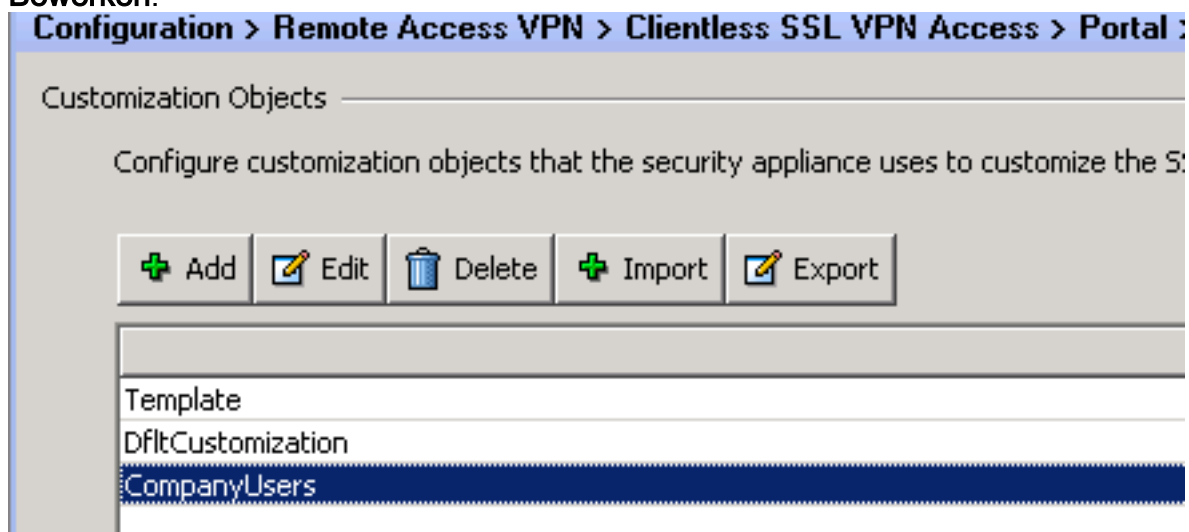 Bewerken.
Configuration > Remote Access VPN > Clientless SSL VPN Access > Portal >
Customization Objects
Configure customization objects that the security appliance uses to customize the
Add Edit Delete Import Export
Template
DfltCustomization
CompanyUsers